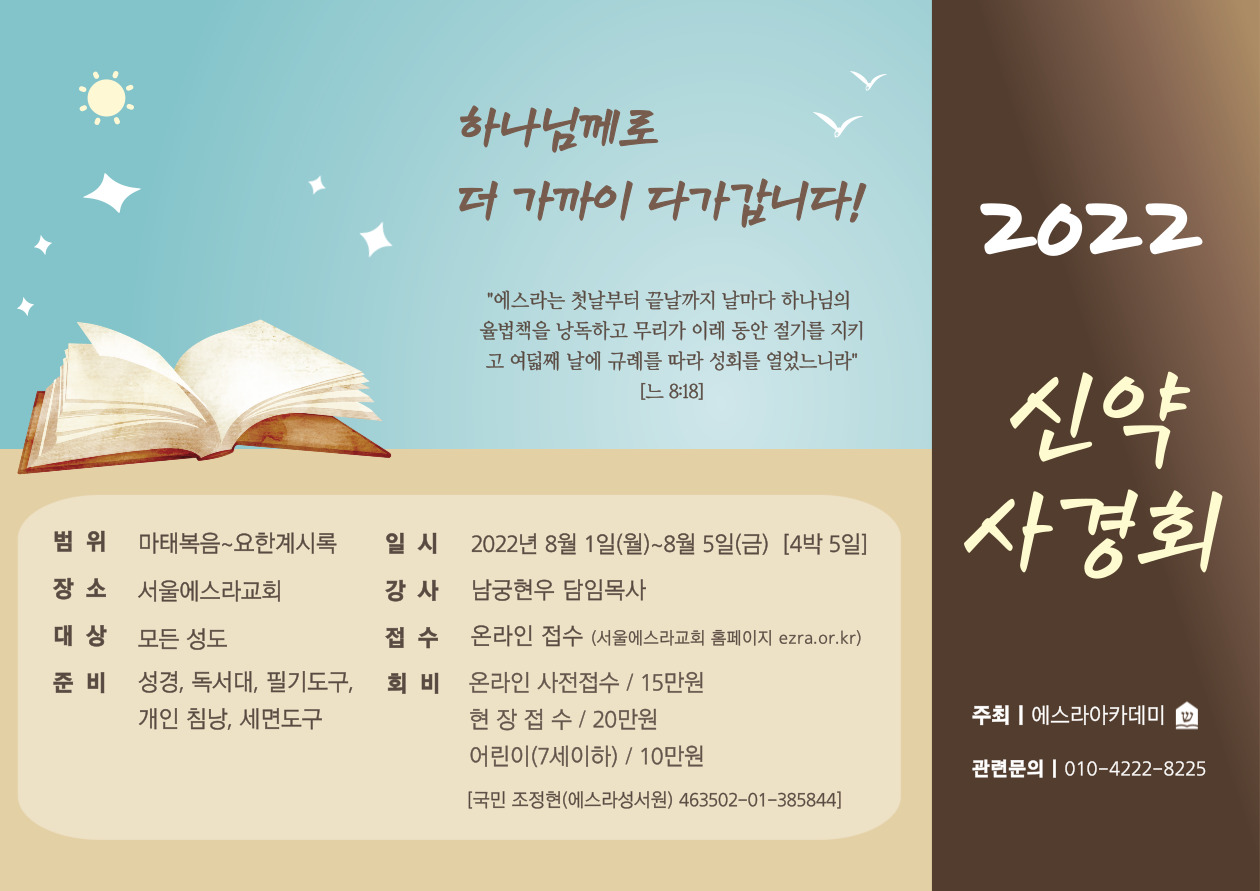 하나님께로
더 가까이 다가갑니다!
"에스라는 첫날부터 끝날까지 날마다 하나님의
율법책을 낭독하고 무리가 이레 동안 절기를 지키
고 여덟째 날에 규례를 따라 성회를 열었느니라"
[느 8:18]
범 위 마태복음~요한계시록
장 소 서울에스라교회
대 상 모든 성도
준 비 성경, 독서대, 필기도구,
개인 침낭, 세면도구
일 시 2022년 8월 1일(월)~8월 5일(금) [4박 5일]
강 사 남궁현우 담임목사
접 수 온라인 접수 (서울에스라교회 홈페이지 ezra.or.kr)
회 비 온라인 사전접수 / 15만원
현 장 접 수 / 20만원
어린이(7세이하) / 10만원
[국민 조정현(에스라성서원) 463502-01-385844]
2022
신약
사경회
주최 | 에스라아카데미 ש
관련문의 | 010-4222-8225